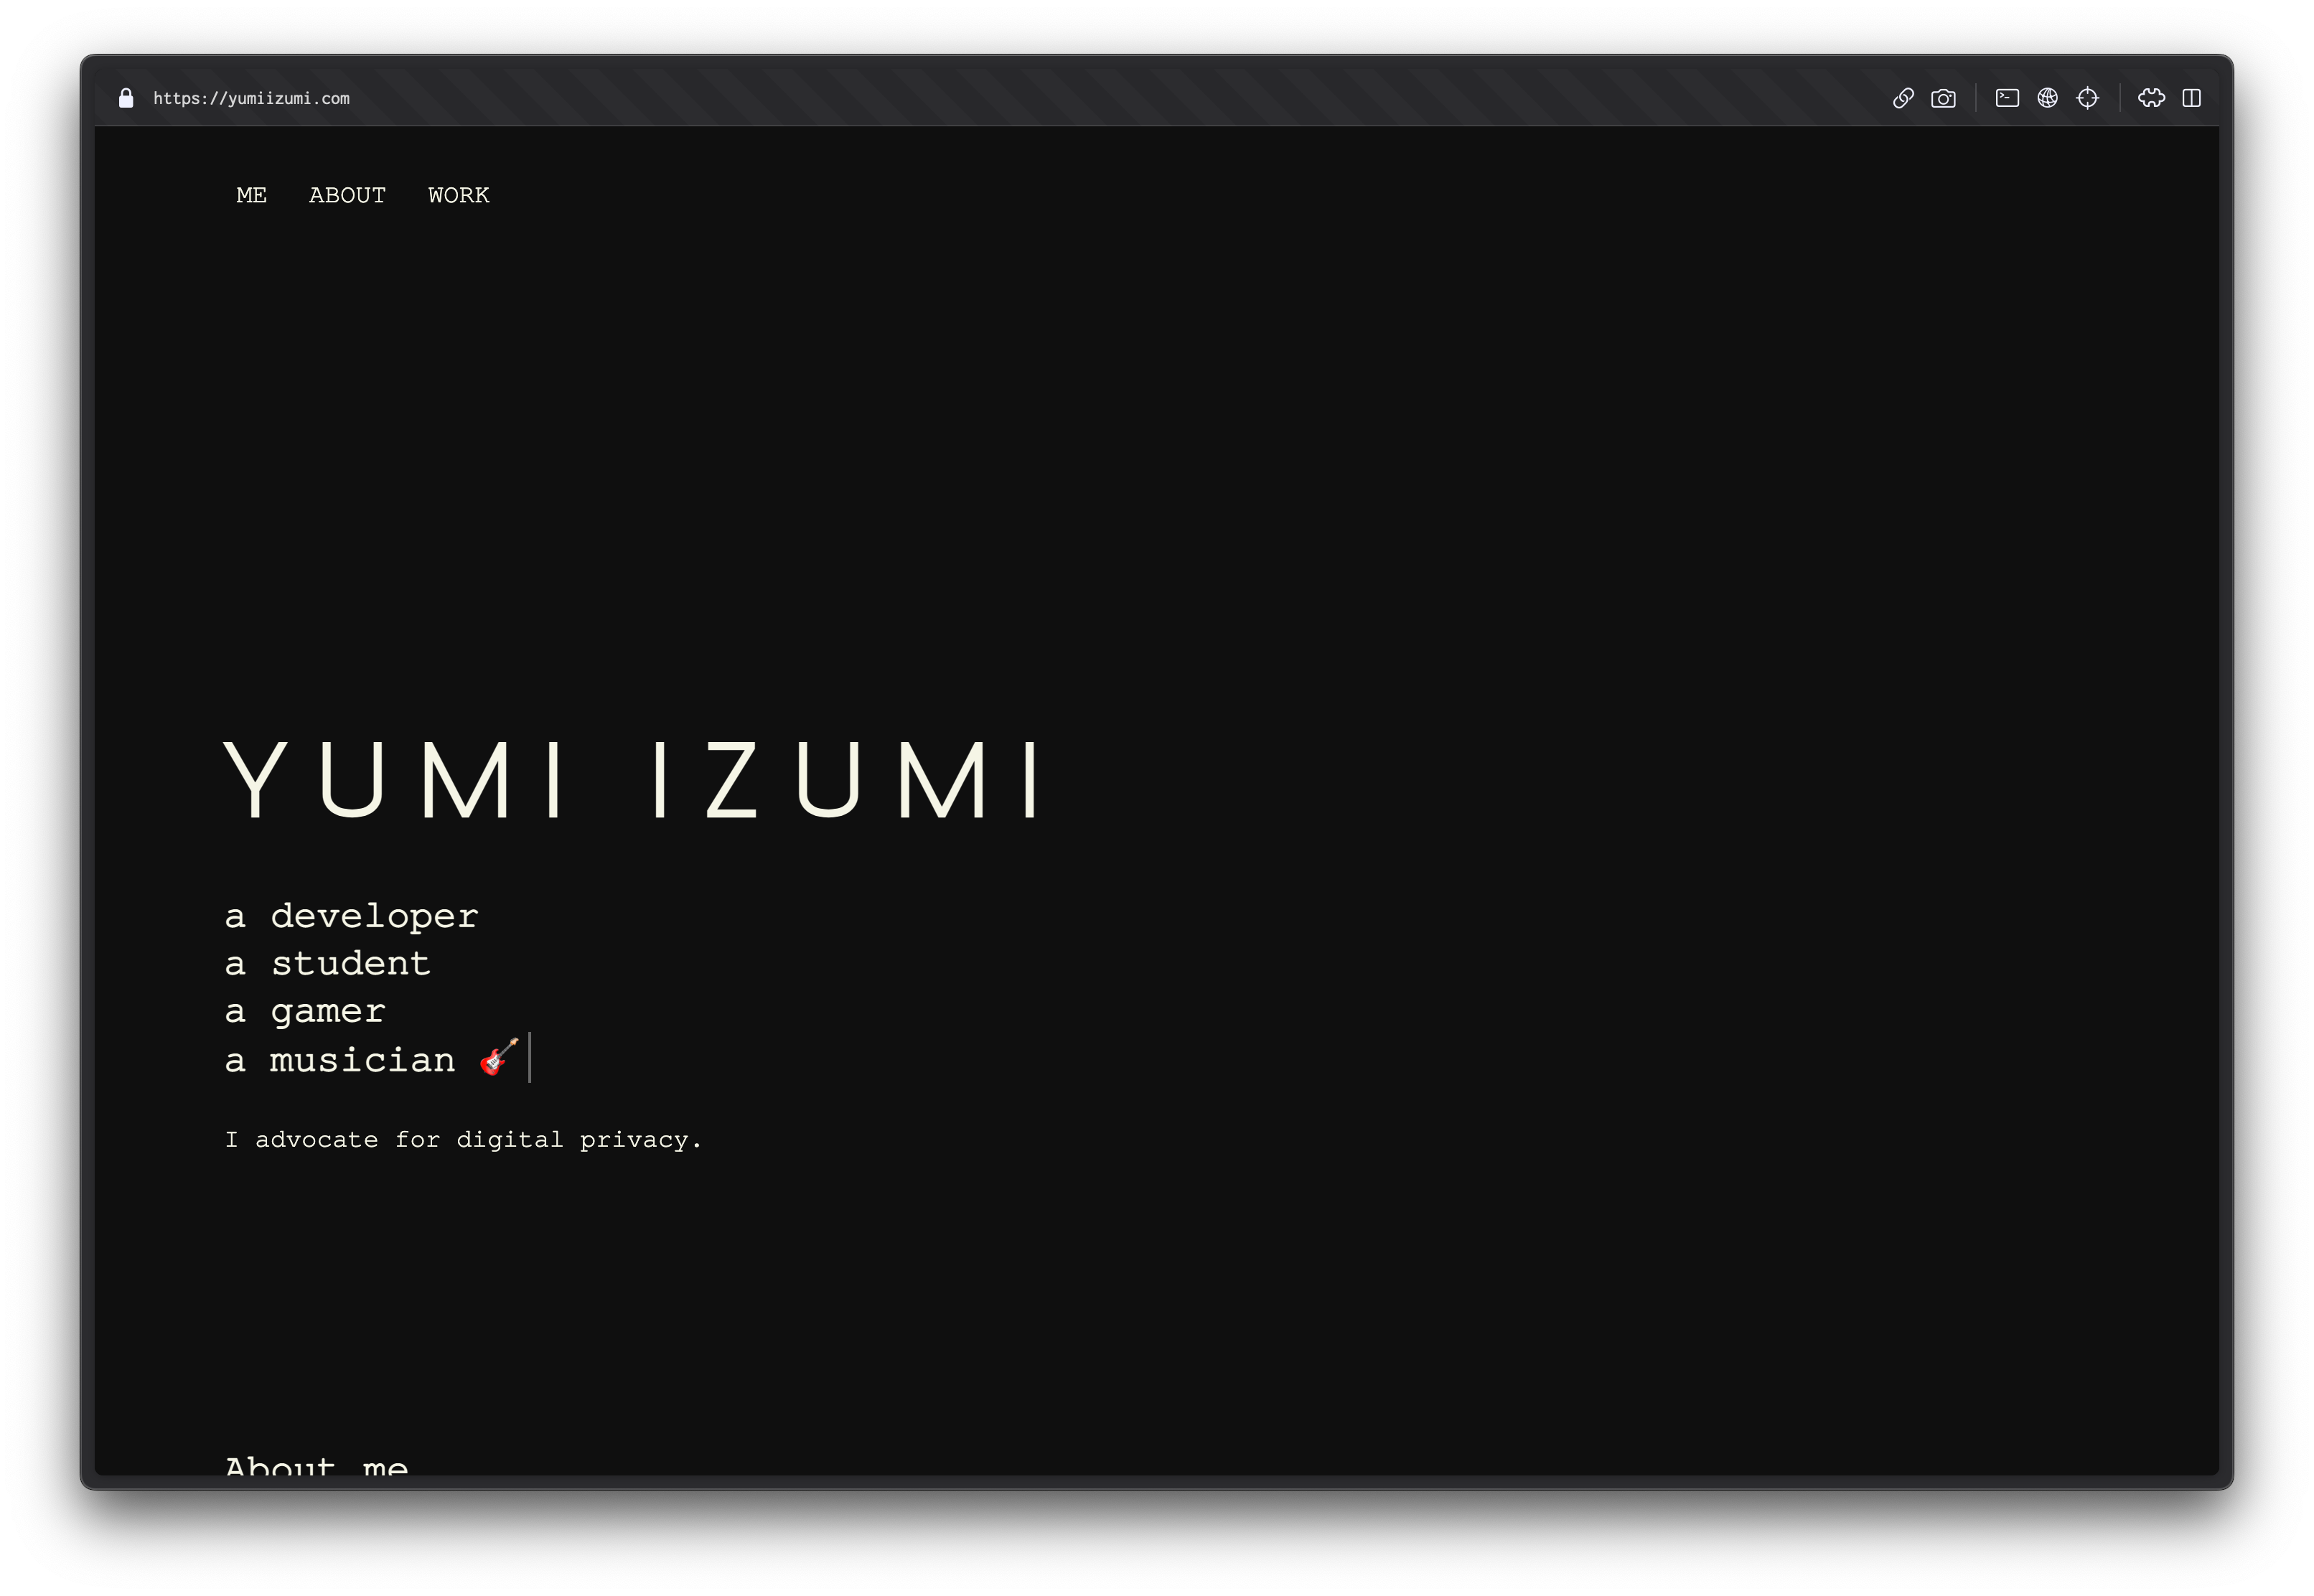 https://yumiizumi.com
ME ABOUT WORK
YUMI IZUMI
a developer
a student
a gamer
a musician 🎸
I advocate for digital privacy.
About me